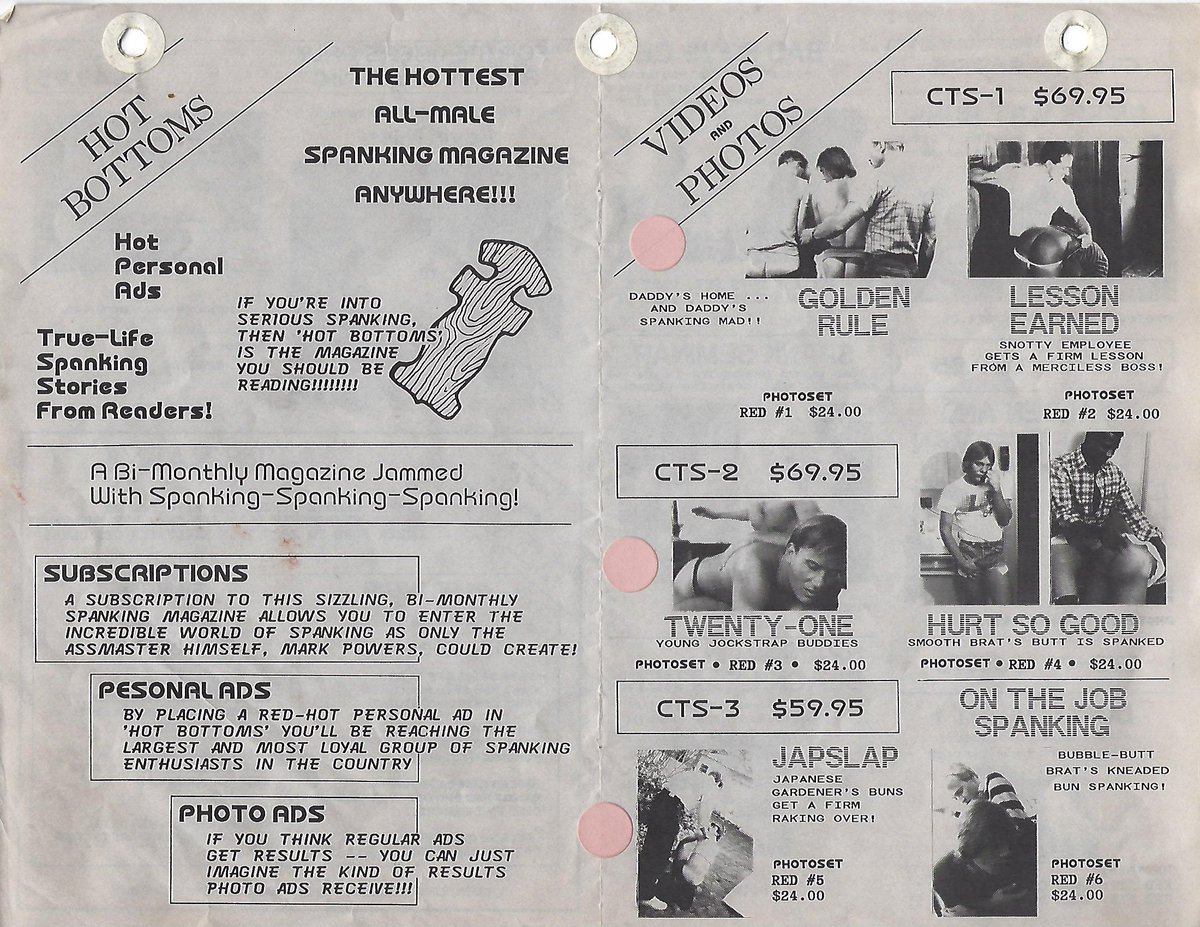 HOT
BOTTOMS
THE HOTTEST
ALL-MALE
SPANKING MAGAZINE
ANYWHERE!!!
Hot
Personal
Ads
True-Life
Spanking
Stories
From Readers!
IF YOU'RE INTO
SERIOUS SPANKING,
THEN 'HOT BOTTOMS'
IS THE MAGAZINE
YOU SHOULD BE
READING!!!!!!!!
A Bi-Monthly Magazine Jammed
With Spanking-Spanking-Spanking!
SUBSCRIPTIONS
A SUBSCRIPTION TO THIS SIZZLING, BI-MONTHLY
SPANKING MAGAZINE ALLOWS YOU TO ENTER THE
INCREDIBLE WORLD OF SPANKING AS ONLY THE
ASSMASTER HIMSELF, MARK POWERS, COULD CREATE!
PESONAL ADS
BY PLACING A RED-HOT PERSONAL AD IN
'HOT BOTTOMS' YOU'LL BE REACHING THE
LARGEST AND MOST LOYAL GROUP OF SPANKING
ENTHUSIASTS IN THE COUNTRY
PHOTO ADS
IF YOU THINK REGULAR ADS
GET RESULTS -- YOU CAN JUST
IMAGINE THE KIND OF RESULTS
PHOTO ADS RECEIVE!!!
VIDEOS
AND
PHOTOS
CTS-1 $69.95
DADDY'S HOME ...
AND DADDY'S
SPANKING MAD!!
GOLDEN
RULE
PHOTOSET
RED #1 $24.00
LESSON
EARNED
SNOTTY EMPLOYEE
GETS A FIRM LESSON
FROM A MERCILESS BOSS!
PHOTOSET
RED #2 $24.00
CTS-2 $69.95
TWENTY-ONE
YOUNG JOCKSTRAP BUDDIES
PHOTOSET • RED #3 • $24.00
HURT SO GOOD
SMOOTH BRAT'S BUTT IS SPANKED
PHOTOSET • RED #4 • $24.00
CTS-3 $59.95
JAPSLAP
JAPANESE
GARDENER'S BUNS
GET A FIRM
RAKING OVER!
PHOTOSET
RED #5
$24.00
ON THE JOB
SPANKING
BUBBLE-BUTT
BRAT'S KNEADED
BUN SPANKING!
PHOTOSET
RED #6
$24.00